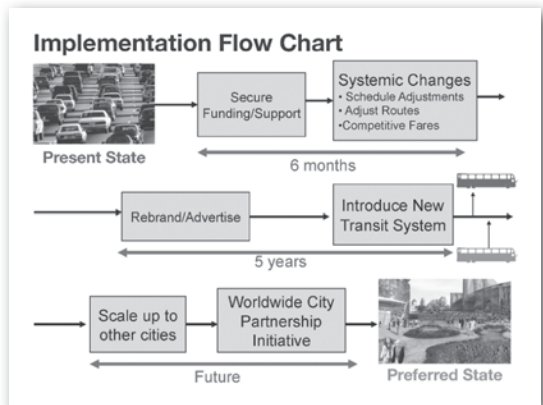 Implementation Flow Chart
Present State
Secure
Funding/Support
Systemic Changes
• Schedule Adjustments
• Adjust Routes
•Competitive Fares
6 months
Rebrand/Advertise
Introduce New
Transit System
5 years
Scale up to
other cities
Worldwide City
Partnership
Initiative
Future
Preferred State